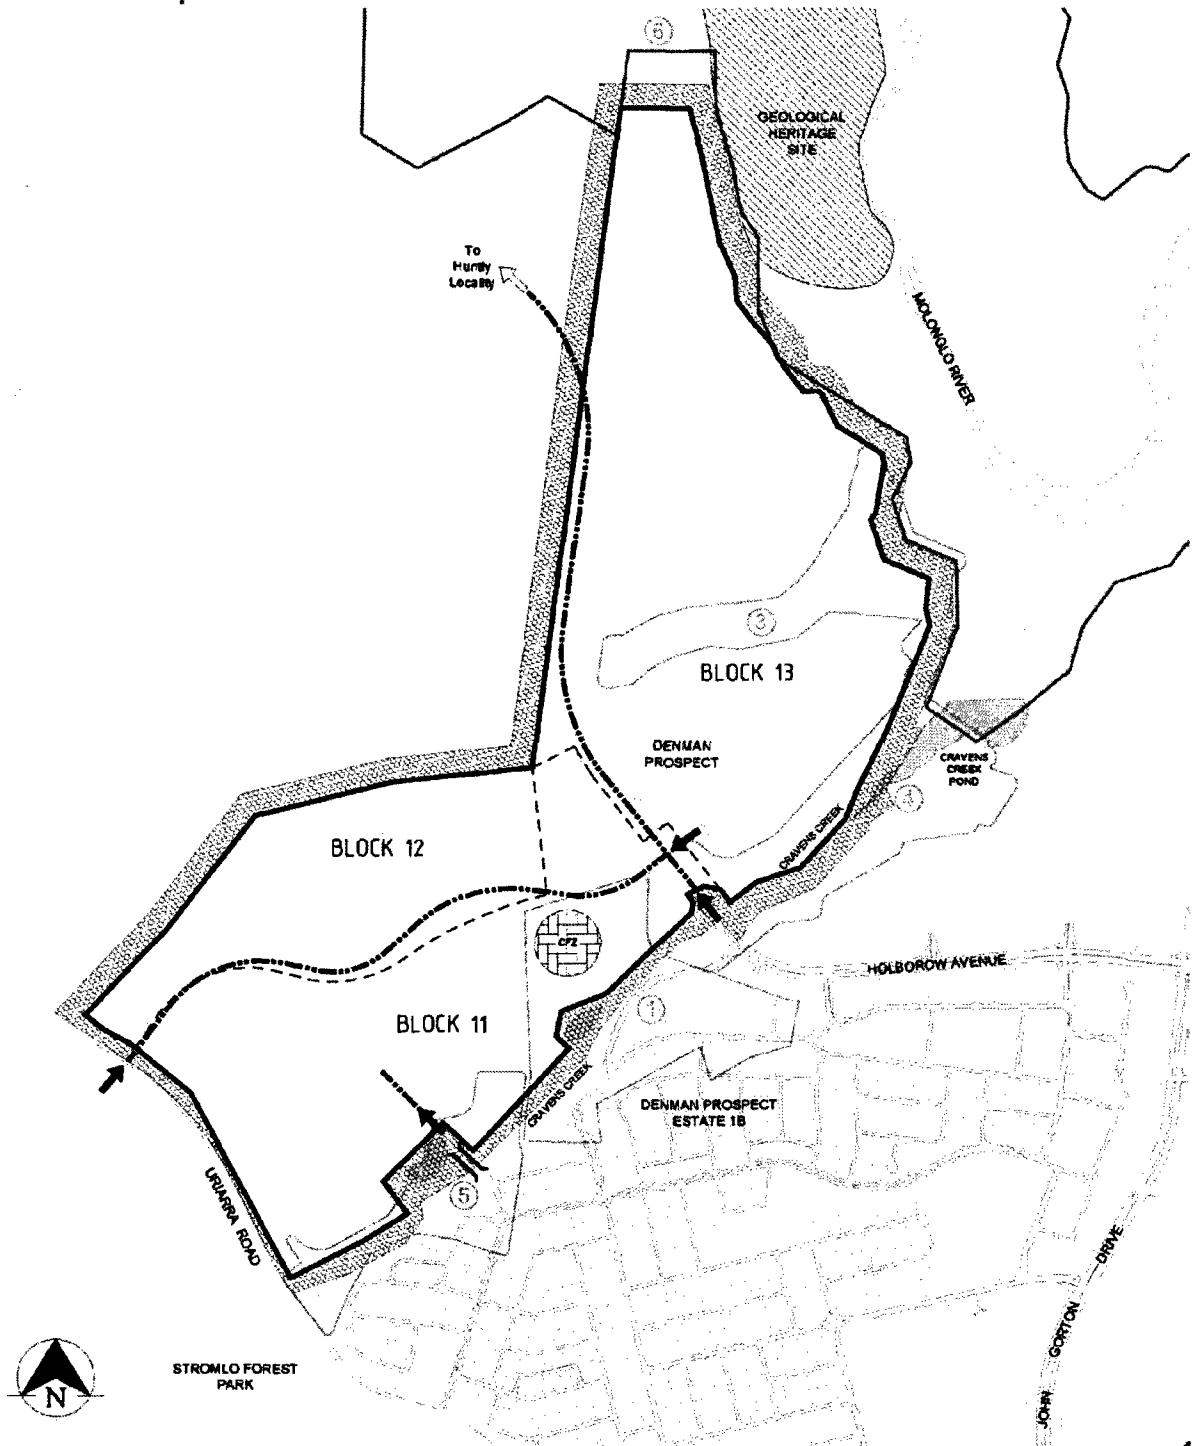 6
GEOLOGICAL
HERITAGE
SITE
To
Huntly
Locality
MOLONGLO RIVER
3
BLOCK 13
DENMAN
PROSPECT
CRAVENS
CREEK
POND
4
CRAVENS CREEK
BLOCK 12
CFZ
HOLBOROW AVENUE
1
BLOCK 11
CRAVENS CREEK
DENMAN PROSPECT
ESTATE 1B
5
URIARRA ROAD
JOHN GORTON DRIVE
STROMLO FOREST
PARK
N